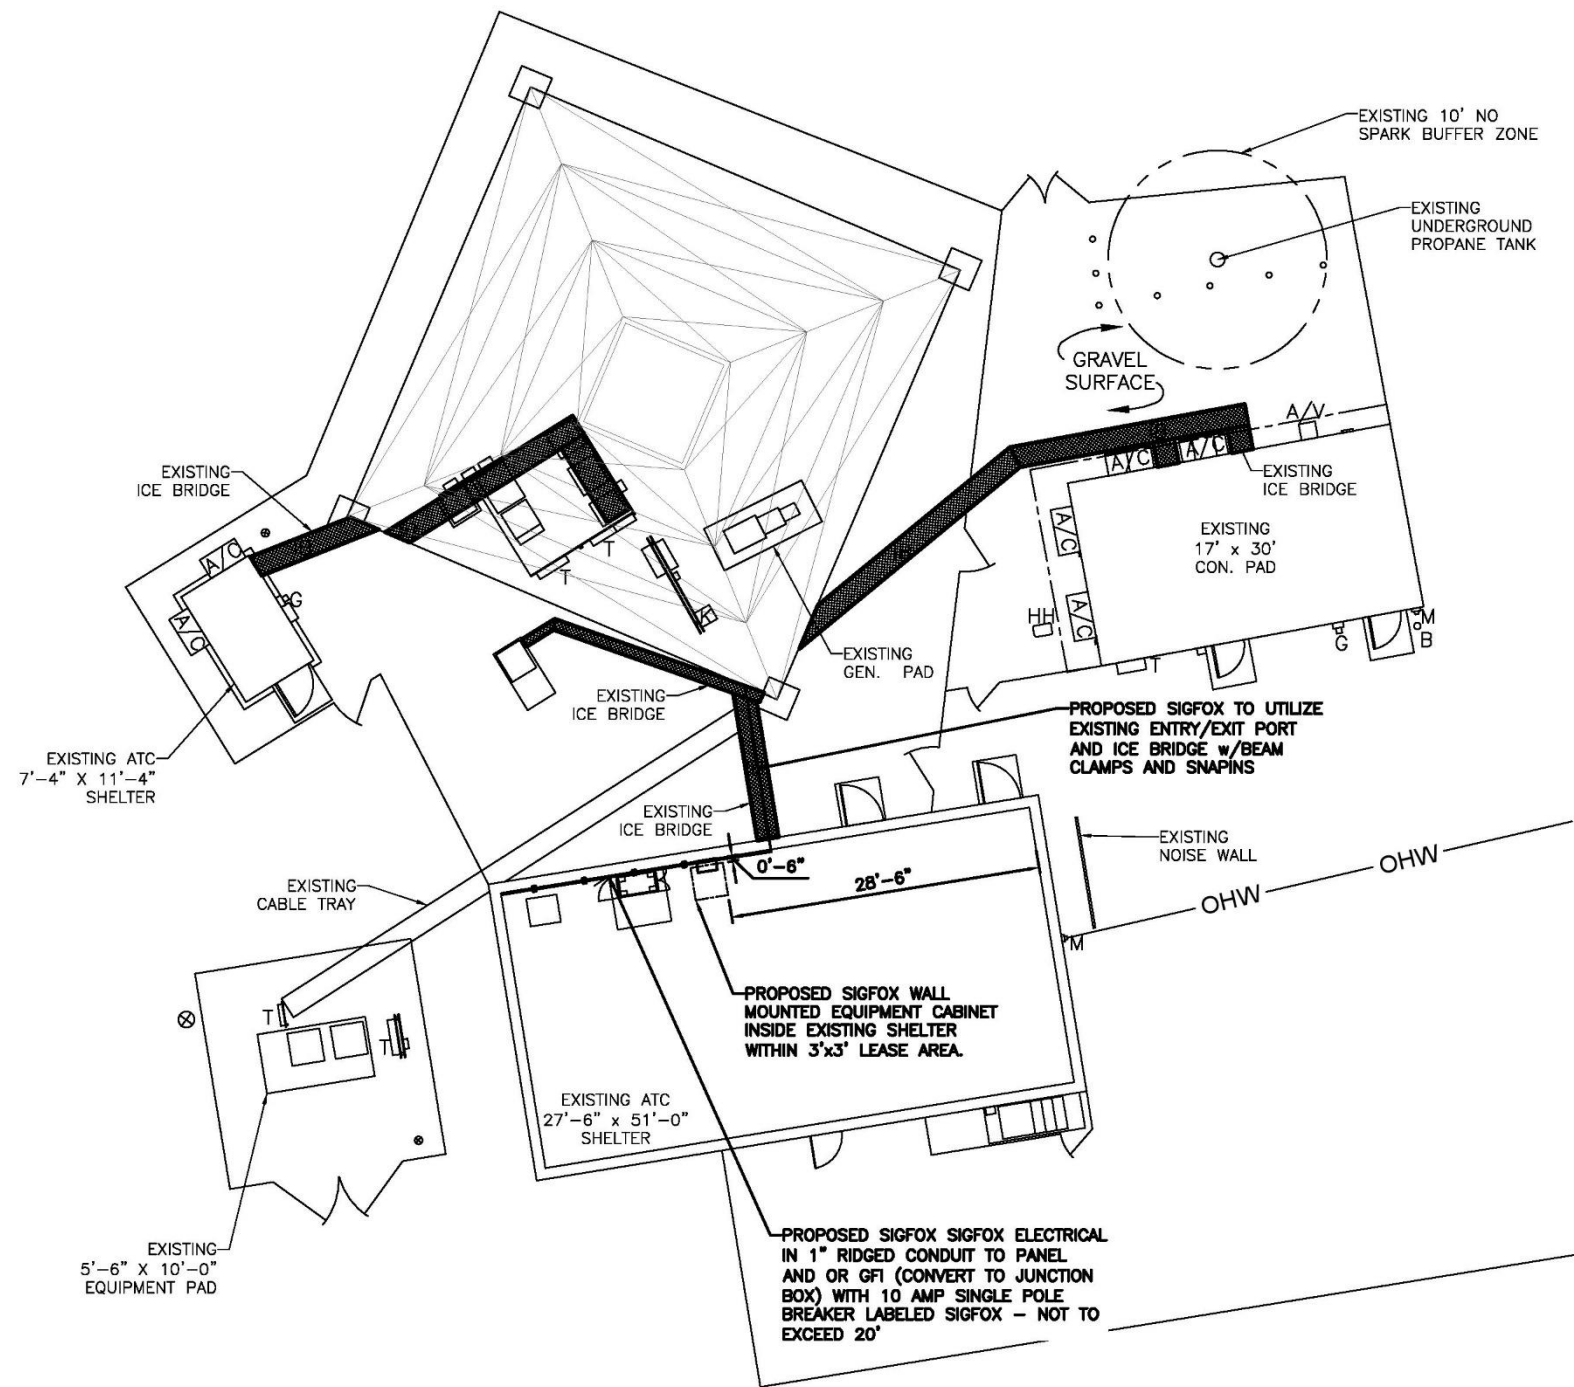 EXISTING 10' NO
SPARK BUFFER ZONE
EXISTING
UNDERGROUND
PROPANE TANK
GRAVEL
SURFACE
A/V
A/C
A/C
EXISTING
ICE BRIDGE
EXISTING
ICE BRIDGE
EXISTING
17' x 30'
CON. PAD
A/C
A/C
A/C
G
A/C
T
T
K
HH
T
G
M
B
EXISTING
GEN. PAD
EXISTING
ICE BRIDGE
PROPOSED SIGFOX TO UTILIZE
EXISTING ENTRY/EXIT PORT
AND ICE BRIDGE w/BEAM
CLAMPS AND SNAPINS
EXISTING ATC
7'-4" X 11'-4"
SHELTER
EXISTING
ICE BRIDGE
EXISTING
NOISE WALL
OHW
OHW
0'-6"
28'-6"
EXISTING
CABLE TRAY
M
PROPOSED SIGFOX WALL
MOUNTED EQUIPMENT CABINET
INSIDE EXISTING SHELTER
WITHIN 3'x3' LEASE AREA.
T
T
EXISTING ATC
27'-6" x 51'-0"
SHELTER
EXISTING
5'-6" X 10'-0"
EQUIPMENT PAD
PROPOSED SIGFOX SIGFOX ELECTRICAL
IN 1" RIDGED CONDUIT TO PANEL
AND OR GFI (CONVERT TO JUNCTION
BOX) WITH 10 AMP SINGLE POLE
BREAKER LABELED SIGFOX - NOT TO
EXCEED 20'